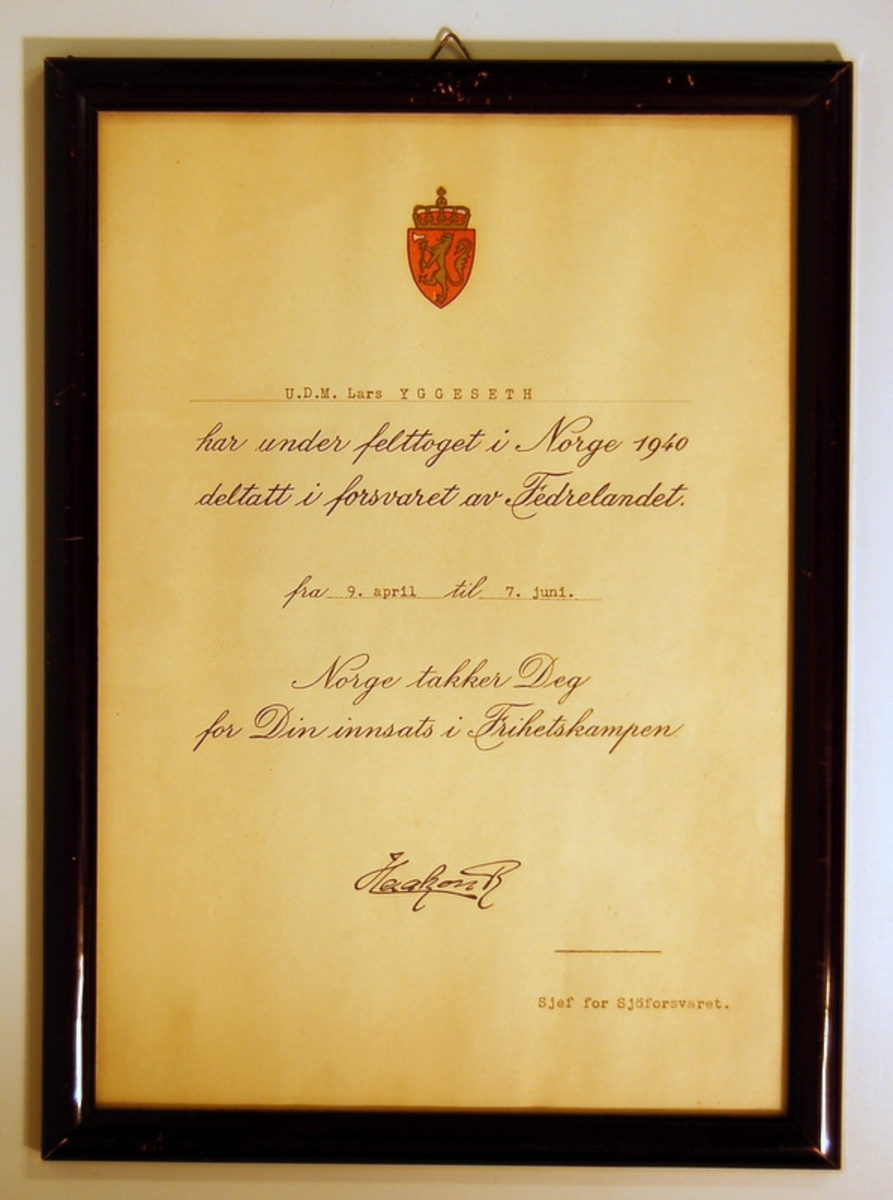 U.D.M. Lars YGGESETH
har under felttoget i Norge 1940
deltatt i forsvaret av Fedrelandet.
fra 9. april til 7. juni.
Norge takker Deg
for Din innsats i Frihetskampen.
Haakon R
Sjef for Sjöforsvaret.